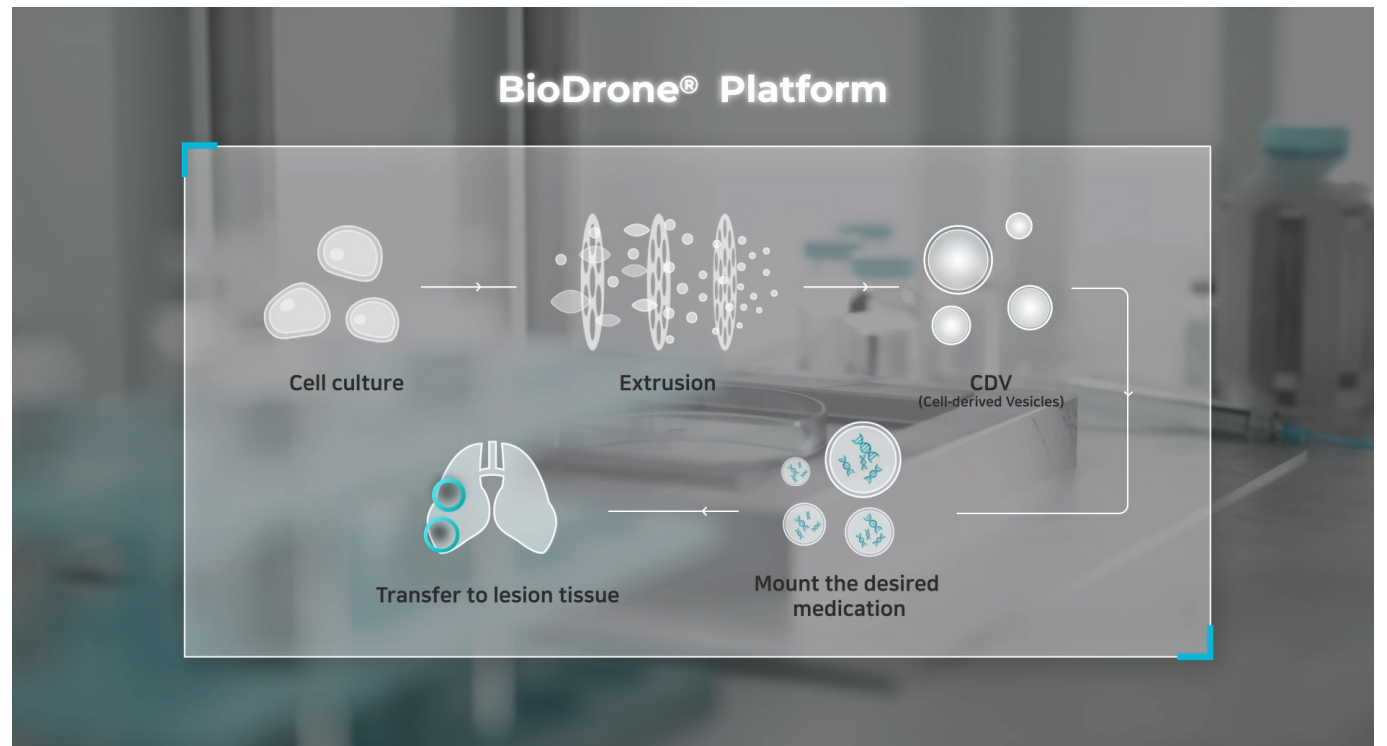 BioDrone® Platform
Cell culture
Extrusion
CDV
(Cell-derived Vesicles)
Mount the desired
medication
Transfer to lesion tissue